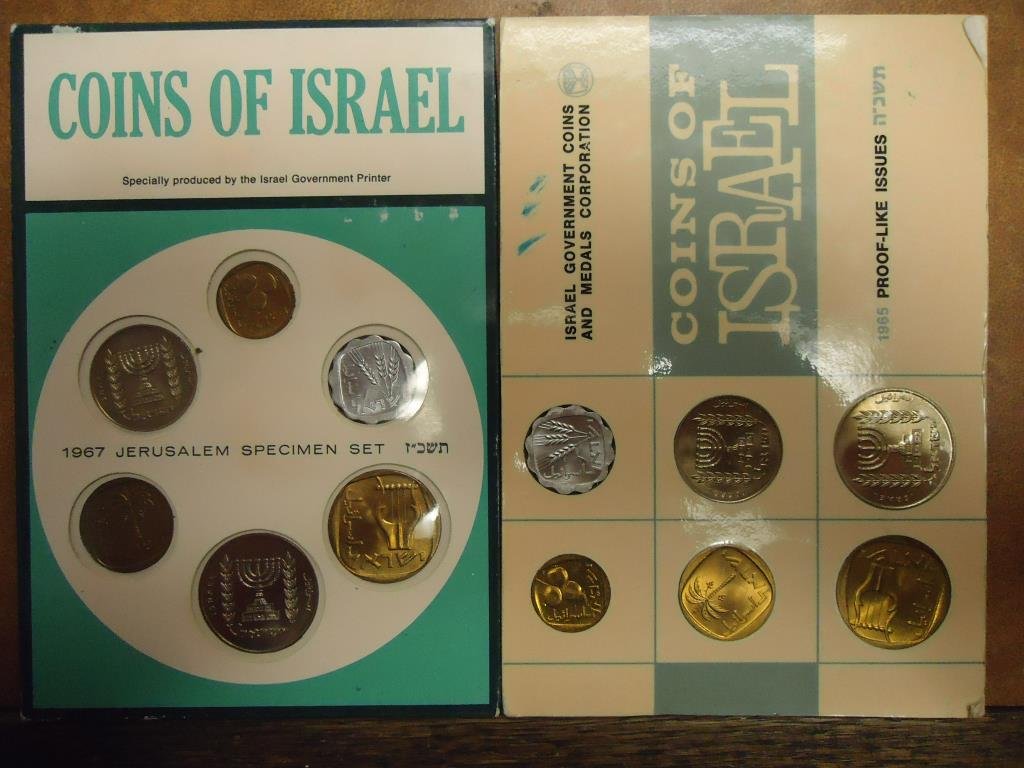 COINS OF ISRAEL
Specially produced by the Israel Government Printer
1967 JERUSALEM SPECIMEN SET תשכ"ז
ISRAEL GOVERNMENT COINS
AND MEDALS CORPORATION
COINS OF
ISRAEL
1965 PROOF-LIKE ISSUES תשכ"ה
ישראל